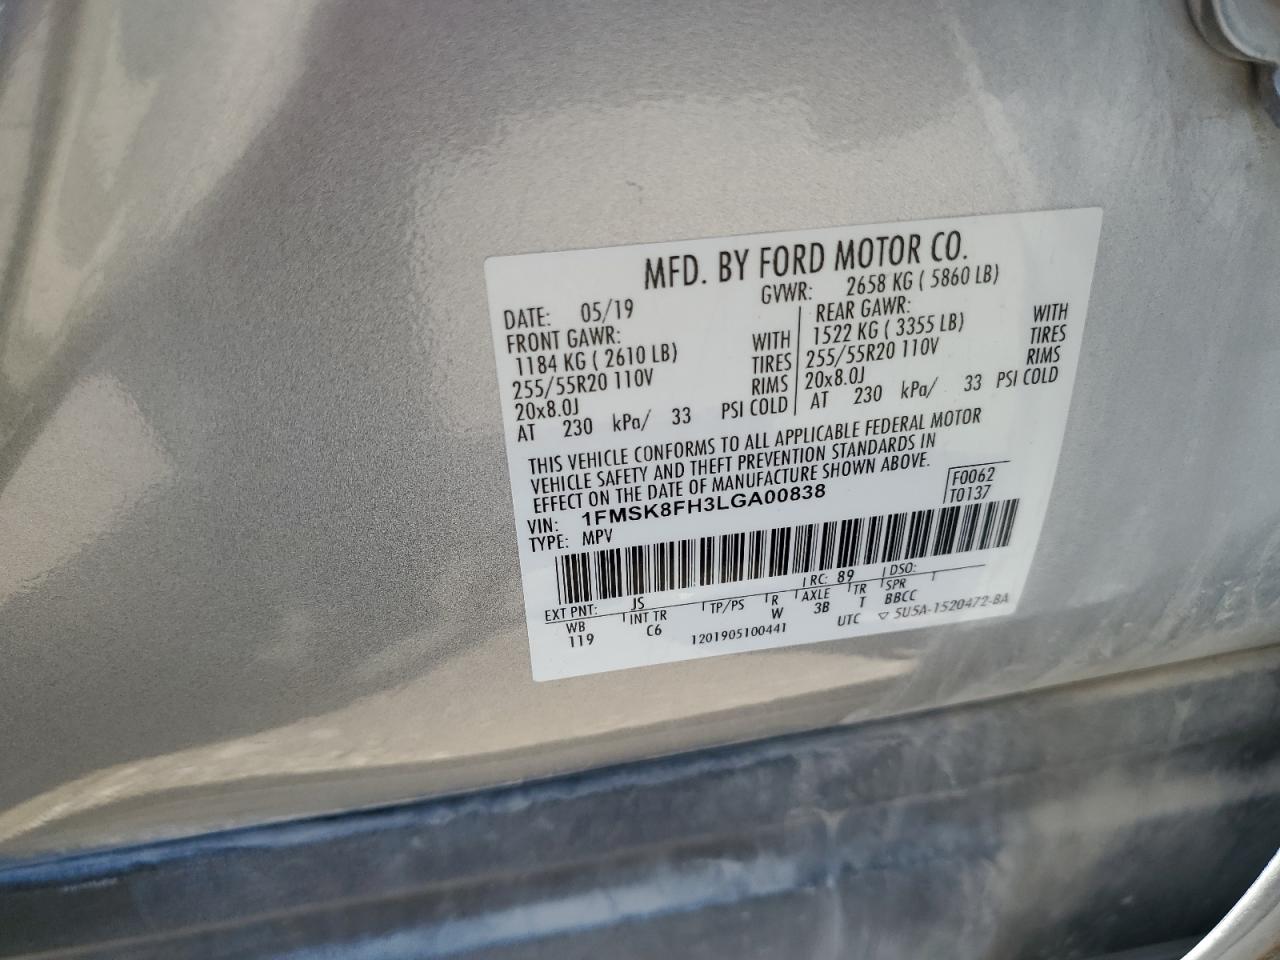 MFD. BY FORD MOTOR CO.
DATE: 05/19 GVWR: 2658 KG ( 5860 LB)
FRONT GAWR: REAR GAWR:
1184 KG ( 2610 LB) WITH 1522 KG ( 3355 LB) WITH
255/55R20 110V TIRES 255/55R20 110V TIRES
20x8.0J RIMS 20x8.0J RIMS
AT 230 kPa/ 33 PSI COLD AT 230 kPa/ 33 PSI COLD
THIS VEHICLE CONFORMS TO ALL APPLICABLE FEDERAL MOTOR
VEHICLE SAFETY AND THEFT PREVENTION STANDARDS IN
EFFECT ON THE DATE OF MANUFACTURE SHOWN ABOVE.
VIN: 1FMSK8FH3LGA00838 F0062
TYPE: MPV T0137
EXT PNT: JS RC: 89 DSO:
WB INT TR TP/PS R AXLE TR SPR
119 C6 W 3B T BBCC
1201905100441 UTC ▽ 5U5A-1520472-BA